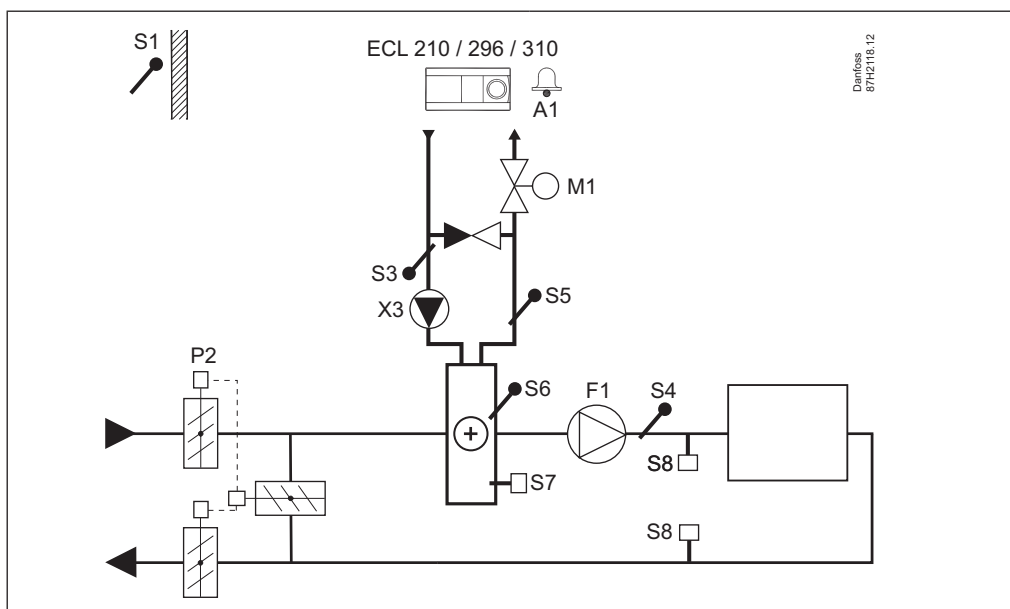 S1
ECL 210 / 296 / 310
A1
Danfoss
87H2118.12
M1
S3
S5
X3
P2
S6
F1
S4
S8
S7
S8